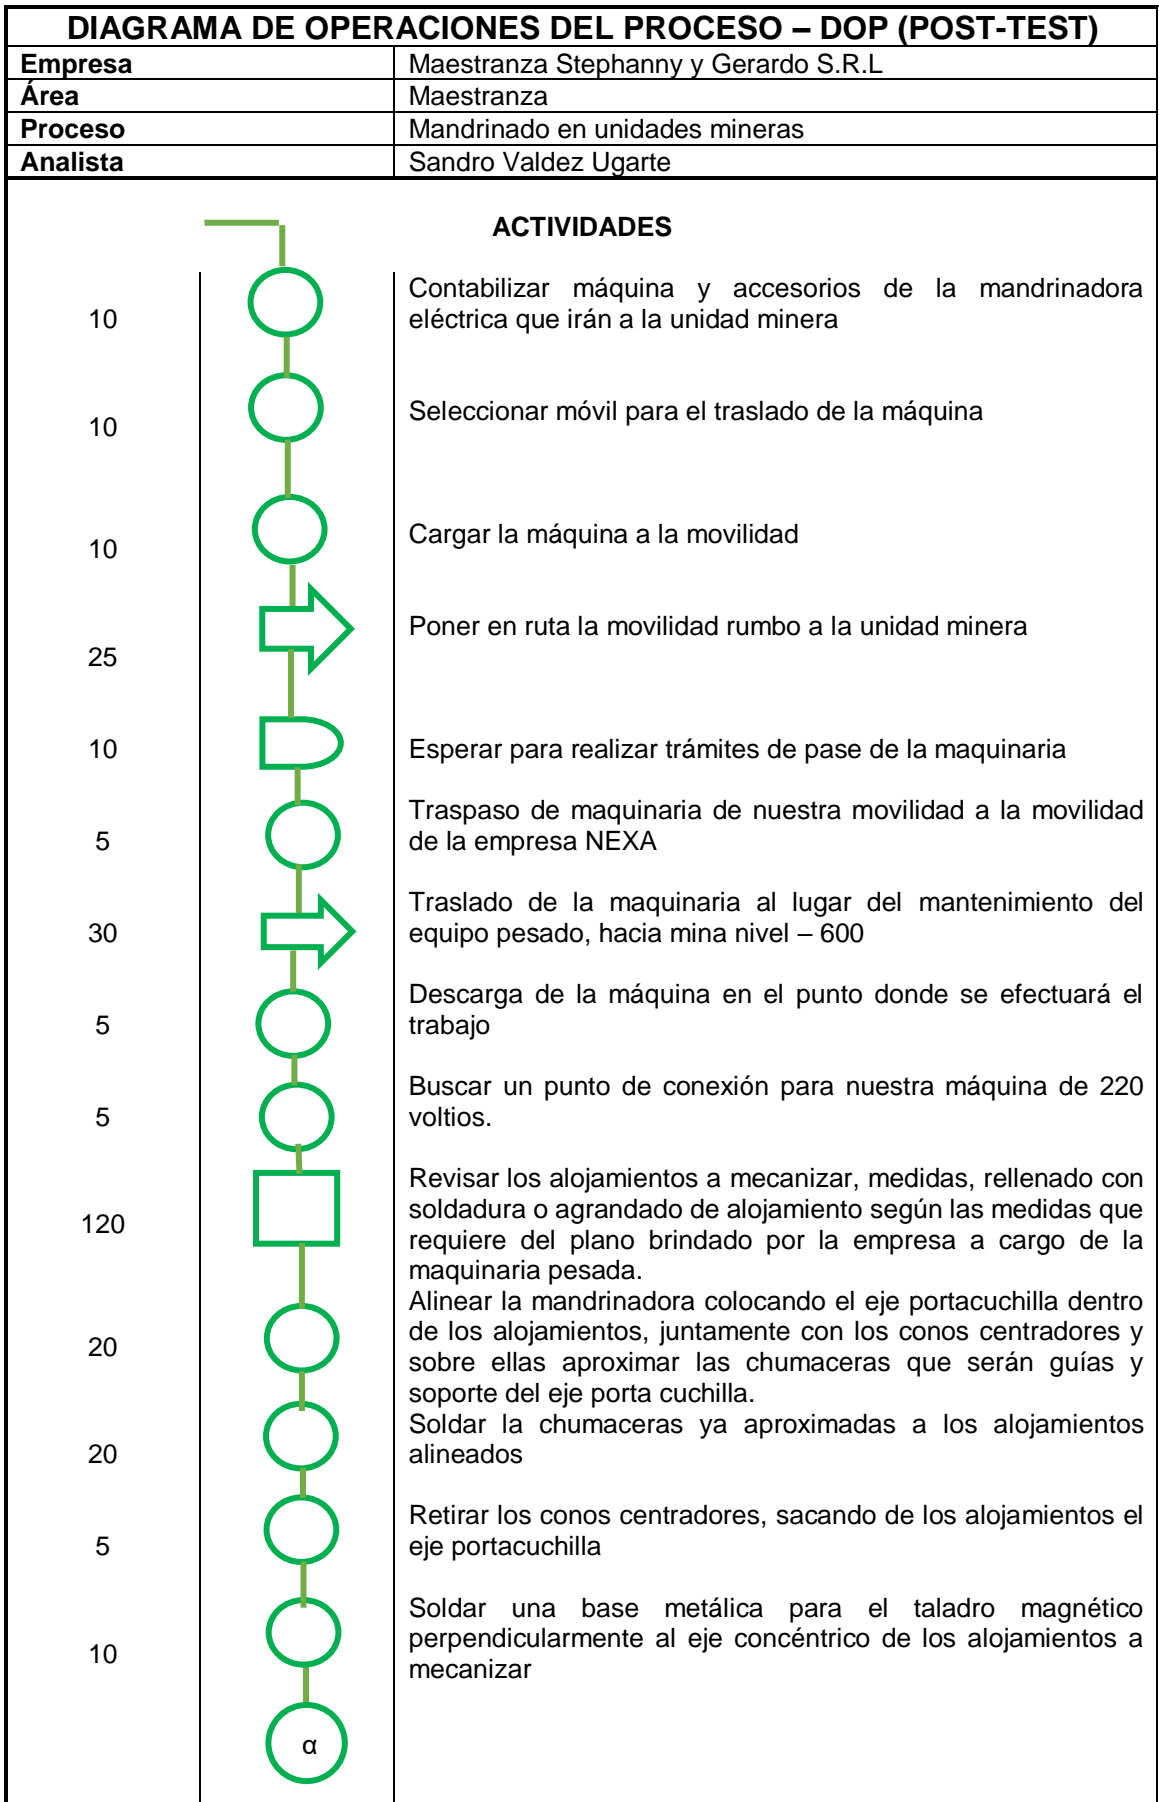 DIAGRAMA DE OPERACIONES DEL PROCESO – DOP (POST-TEST)
Empresa Maestranza Stephanny y Gerardo S.R.L
Área Maestranza
Proceso Mandrinado en unidades mineras
Analista Sandro Valdez Ugarte
ACTIVIDADES
Contabilizar máquina y accesorios de la mandrinadora
10 eléctrica que irán a la unidad minera
Seleccionar móvil para el traslado de la máquina
10
Cargar la máquina a la movilidad
10
Poner en ruta la movilidad rumbo a la unidad minera
25
10 Esperar para realizar trámites de pase de la maquinaria
Traspaso de maquinaria de nuestra movilidad a la movilidad
5 de la empresa NEXA
Traslado de la maquinaria al lugar del mantenimiento del
30 equipo pesado, hacia mina nivel – 600
Descarga de la máquina en el punto donde se efectuará el
5 trabajo
Buscar un punto de conexión para nuestra máquina de 220
5 voltios.
Revisar los alojamientos a mecanizar, medidas, rellenado con
120 soldadura o agrandado de alojamiento según las medidas que
requiere del plano brindado por la empresa a cargo de la
maquinaria pesada.
Alinear la mandrinadora colocando el eje portacuchilla dentro
20 de los alojamientos, juntamente con los conos centradores y
sobre ellas aproximar las chumaceras que serán guías y
soporte del eje porta cuchilla.
Soldar la chumaceras ya aproximadas a los alojamientos
20 alineados
Retirar los conos centradores, sacando de los alojamientos el
5 eje portacuchilla
Soldar una base metálica para el taladro magnético
10 perpendicularmente al eje concéntrico de los alojamientos a
mecanizar
α